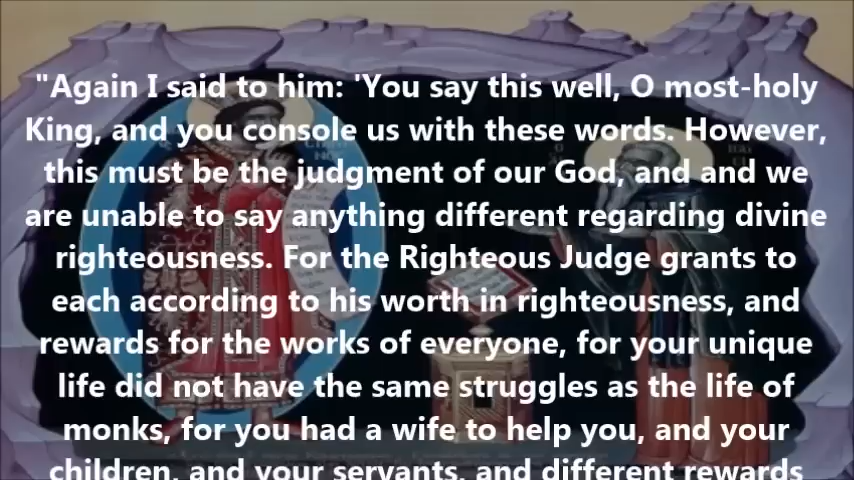 "Again I said to him: 'You say this well, O most-holy
King, and you console us with these words. However,
this must be the judgment of our God, and and we
are unable to say anything different regarding divine
righteousness. For the Righteous Judge grants to
each according to his worth in righteousness, and
rewards for the works of everyone, for your unique
life did not have the same struggles as the life of
monks, for you had a wife to help you, and your
children, and your servants, and different rewards